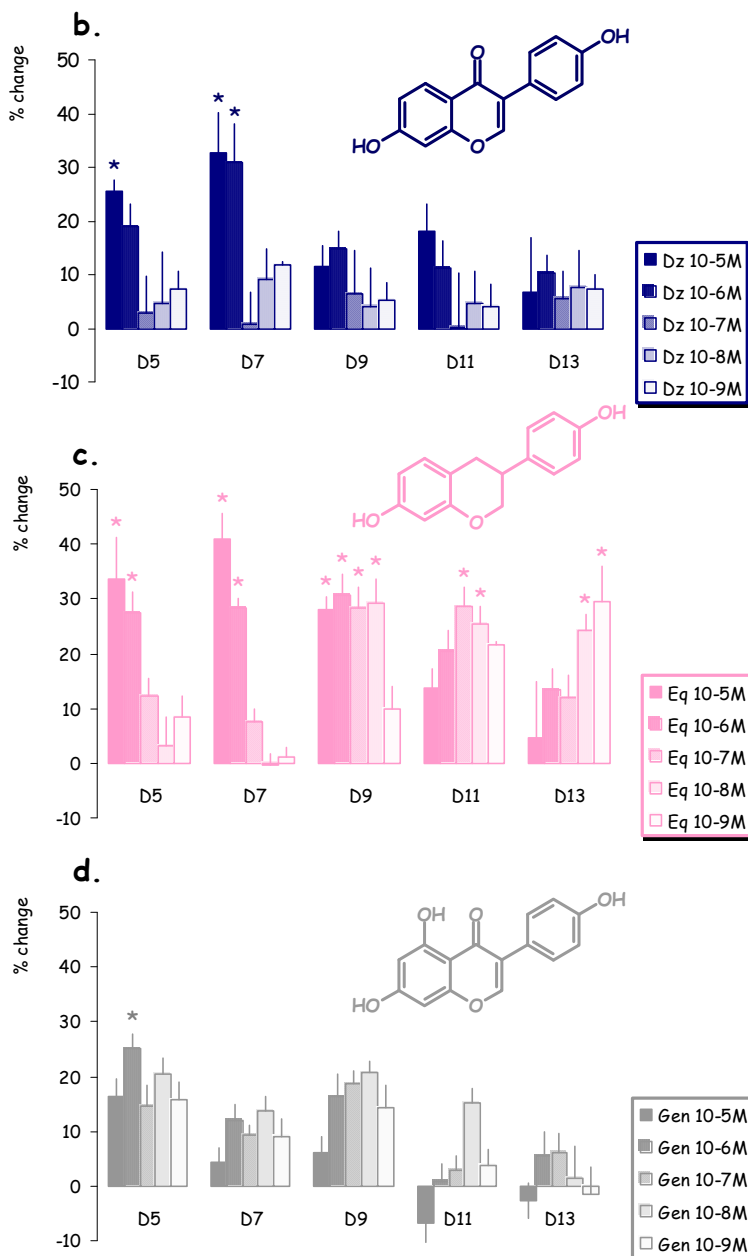 b.
% change
50
40
30
20
10
0
-10
* * *
O
OH
HO
O
D5 D7 D9 D11 D13
Dz 10-5M
Dz 10-6M
Dz 10-7M
Dz 10-8M
Dz 10-9M
c.
% change
50
40
30
20
10
0
-10
* * * * * * * * * * * *
OH
HO
O
D5 D7 D9 D11 D13
Eq 10-5M
Eq 10-6M
Eq 10-7M
Eq 10-8M
Eq 10-9M
d.
% change
50
40
30
20
10
0
-10
*
OH O
OH
HO
O
D5 D7 D9 D11 D13
Gen 10-5M
Gen 10-6M
Gen 10-7M
Gen 10-8M
Gen 10-9M